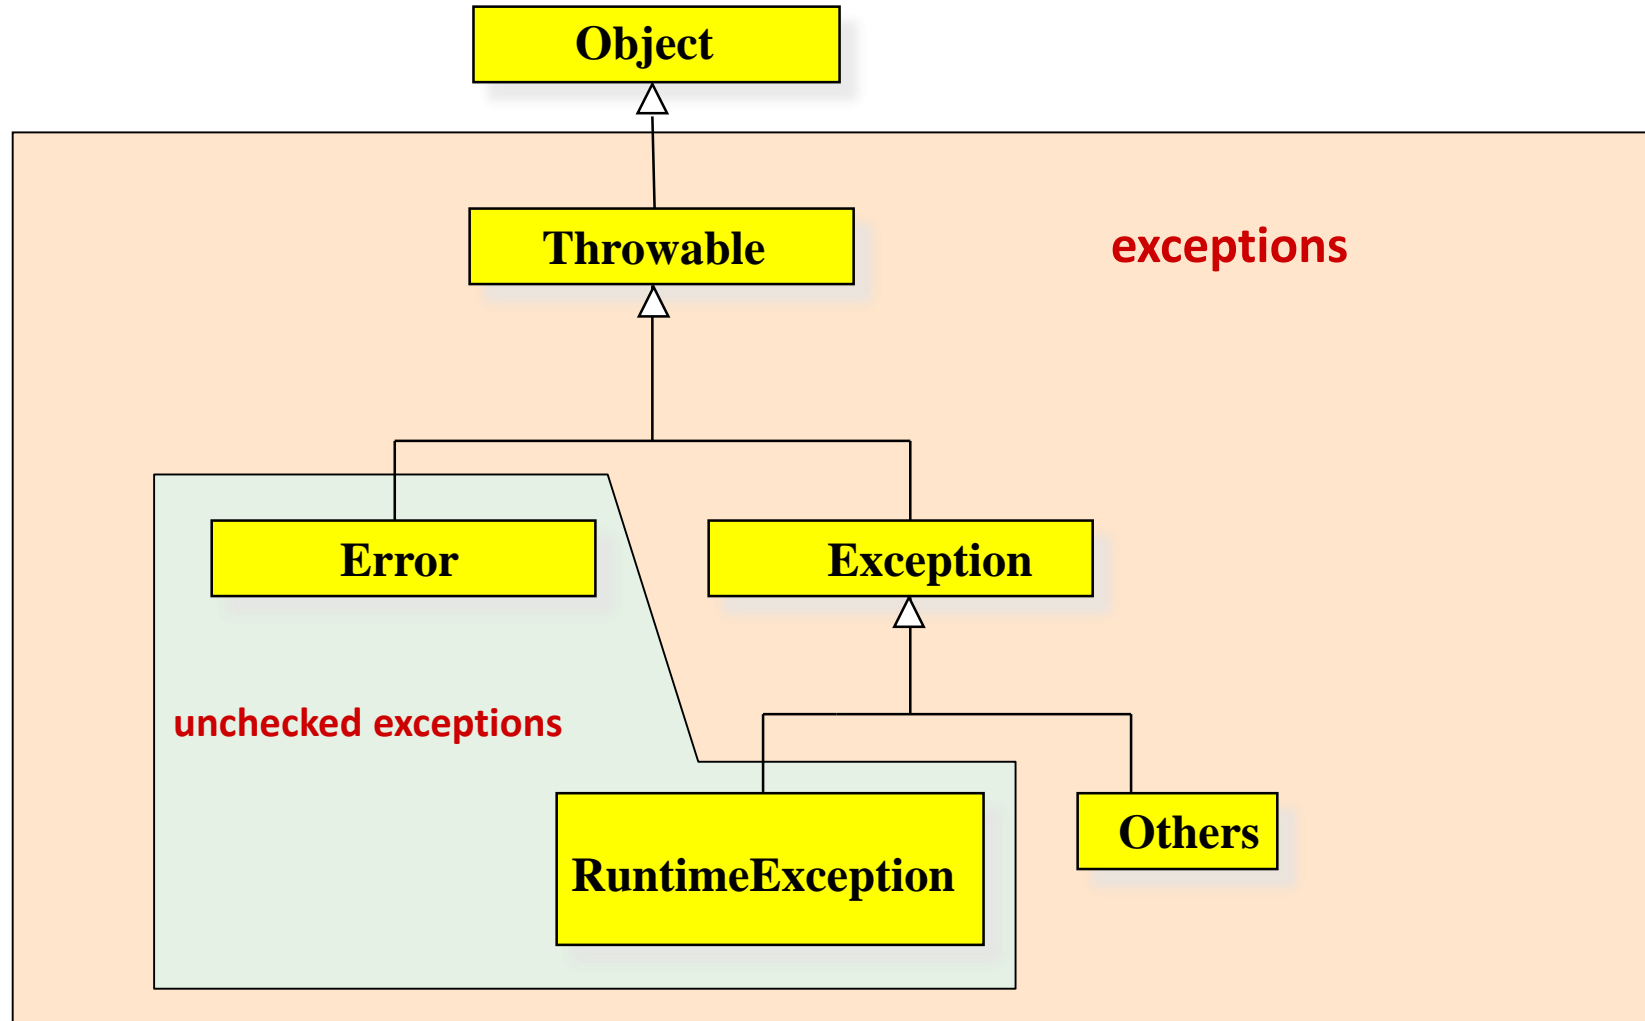 Object
Throwable
exceptions
Error
Exception
unchecked exceptions
RuntimeException
Others